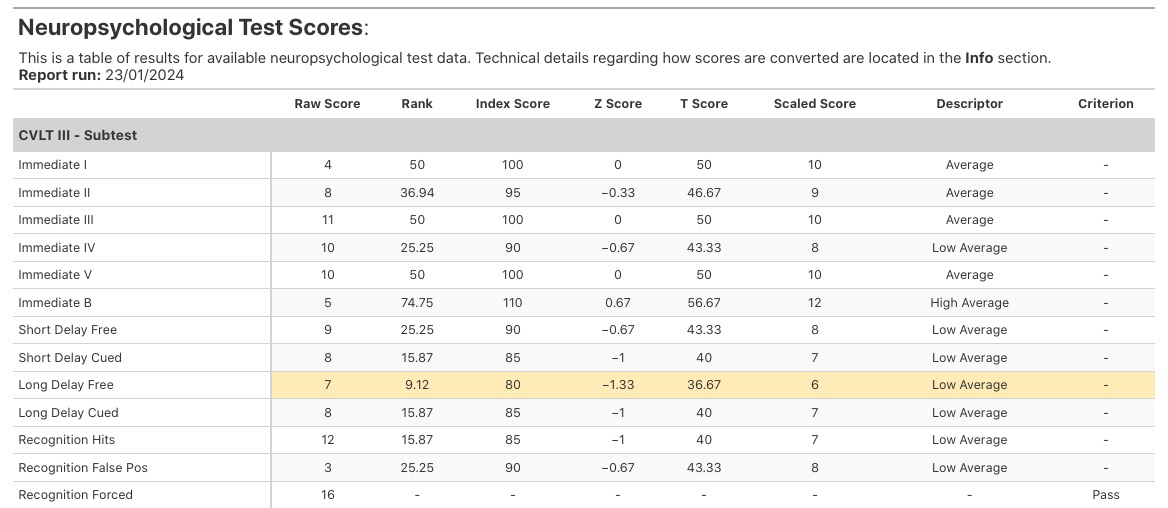 Neuropsychological Test Scores:
This is a table of results for available neuropsychological test data. Technical details regarding how scores are converted are located in the Info section.
Report run: 23/01/2024
Raw Score Rank Index Score Z Score T Score Scaled Score Descriptor Criterion
CVLT III - Subtest
Immediate I 4 50 100 0 50 10 Average -
Immediate II 8 36.94 95 −0.33 46.67 9 Average -
Immediate III 11 50 100 0 50 10 Average -
Immediate IV 10 25.25 90 −0.67 43.33 8 Low Average -
Immediate V 10 50 100 0 50 10 Average -
Immediate B 5 74.75 110 0.67 56.67 12 High Average -
Short Delay Free 9 25.25 90 −0.67 43.33 8 Low Average -
Short Delay Cued 8 15.87 85 −1 40 7 Low Average -
Long Delay Free 7 9.12 80 −1.33 36.67 6 Low Average -
Long Delay Cued 8 15.87 85 −1 40 7 Low Average -
Recognition Hits 12 15.87 85 −1 40 7 Low Average -
Recognition False Pos 3 25.25 90 −0.67 43.33 8 Low Average -
Recognition Forced 16 - - - - - - Pass